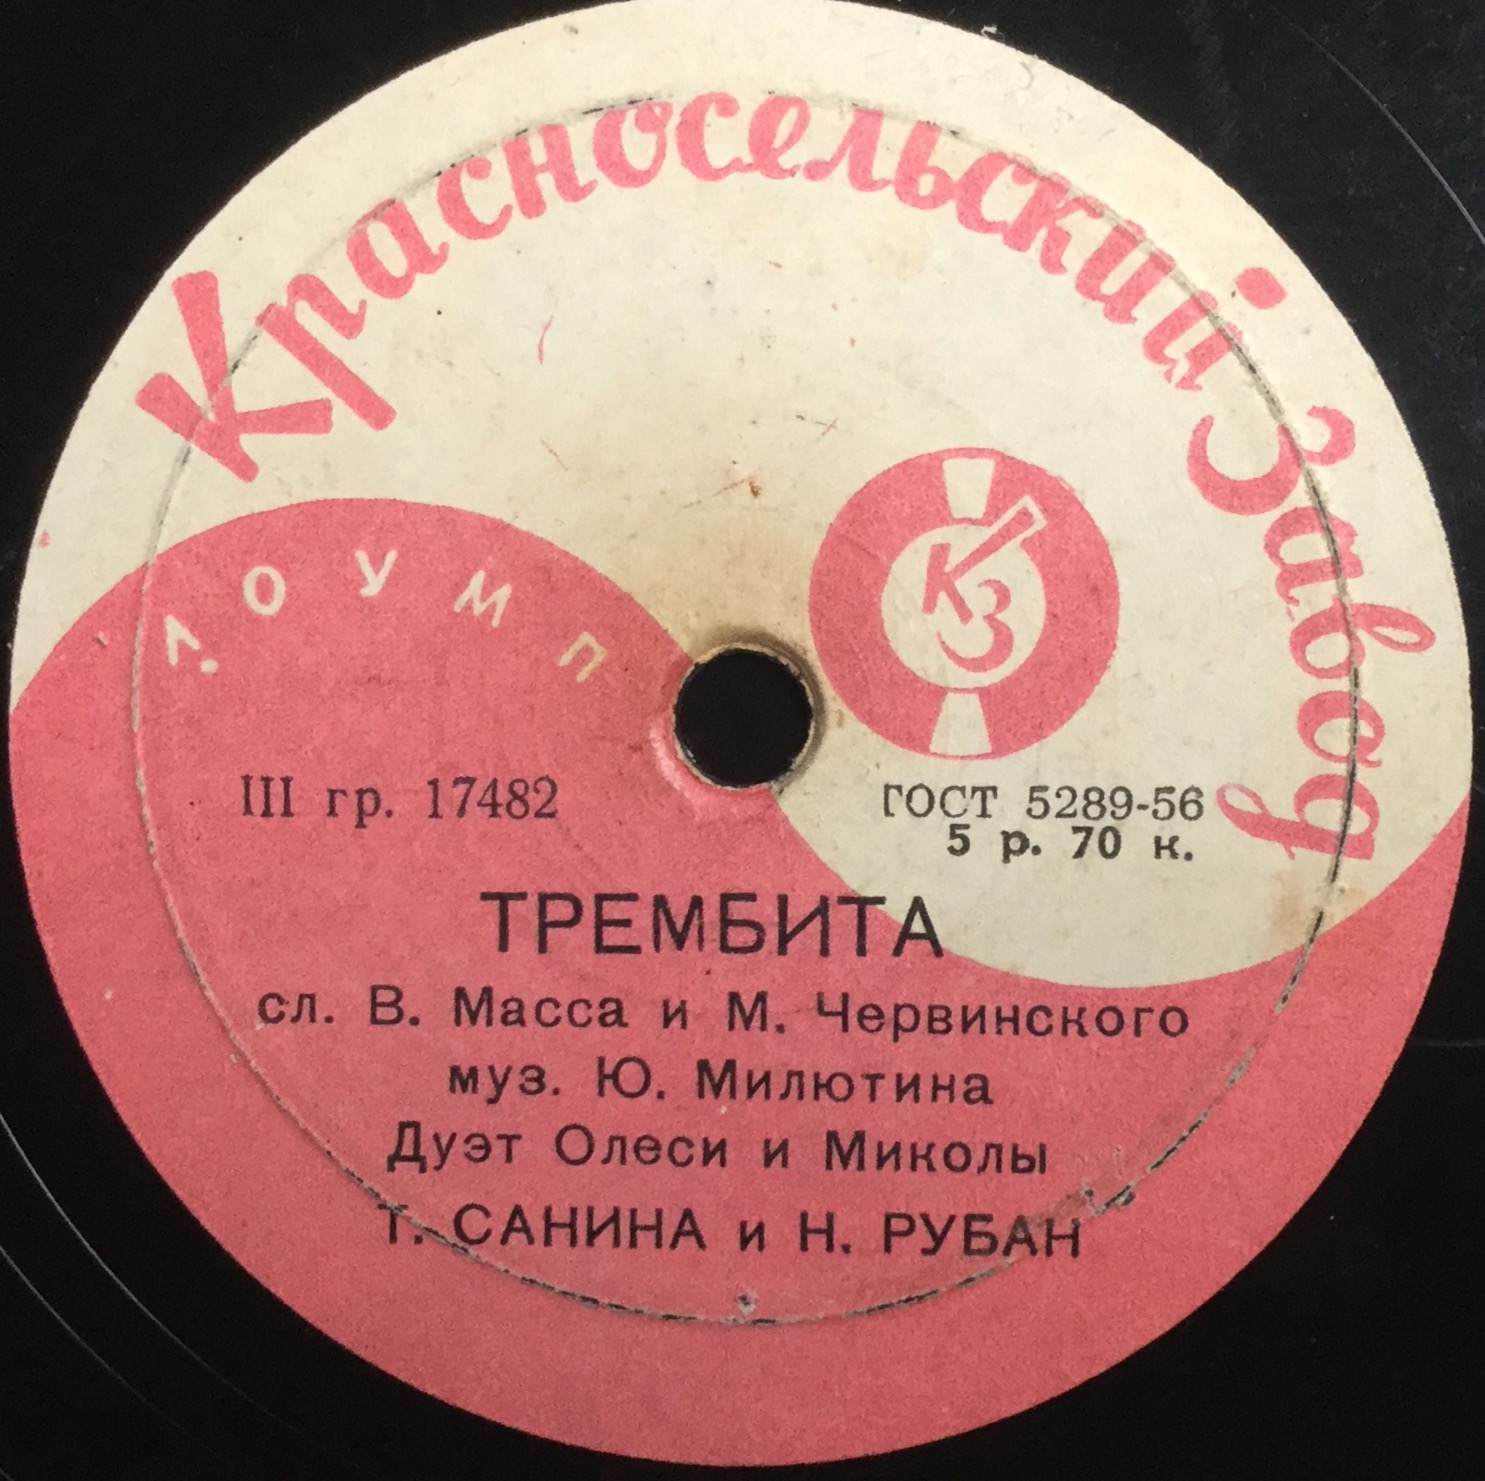 Красносельский Завод
ЛОУМП
КЗ
III гр. 17482
ГОСТ 5289-56
5 р. 70 к.
ТРЕМБИТА
сл. В. Масса и М. Червинского
муз. Ю. Милютина
Дуэт Олеси и Миколы
Т. САНИНА и Н. РУБАН